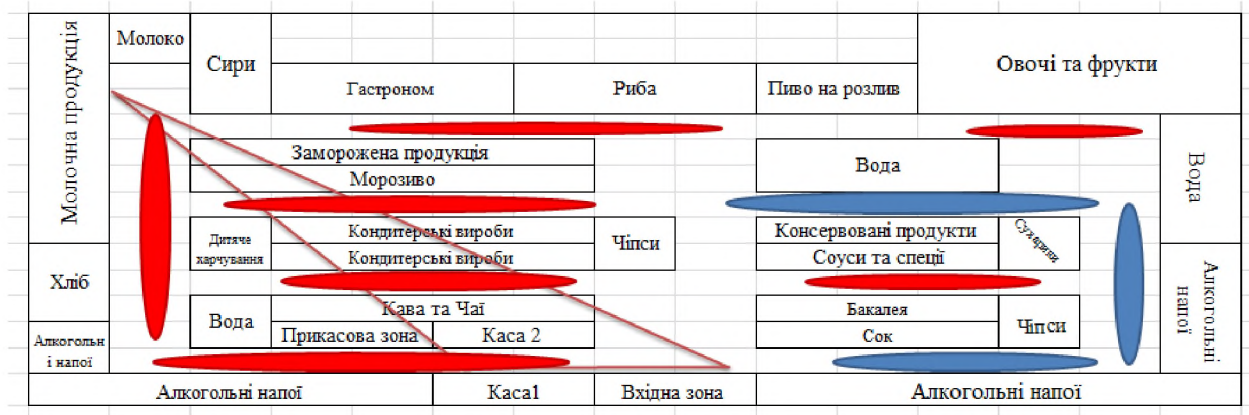 Молочна продукція
Молоко
Сири
Гастроном
Риба
Пиво на розлив
Овочі та фрукти
Заморожена продукція
Морозиво
Вода
Вода
Дитяче
харчування
Кондитерські вироби
Кондитерські вироби
Чіпси
Консервовані продукти
Соуси та спеції
Сухарики
Хліб
Алкогольні
напої
Вода
Кава та Чаї
Прикасова зона
Каса 2
Бакалея
Сок
Чіпси
Алкогольн
і напої
Алкогольні напої
Каса1
Вхідна зона
Алкогольні напої